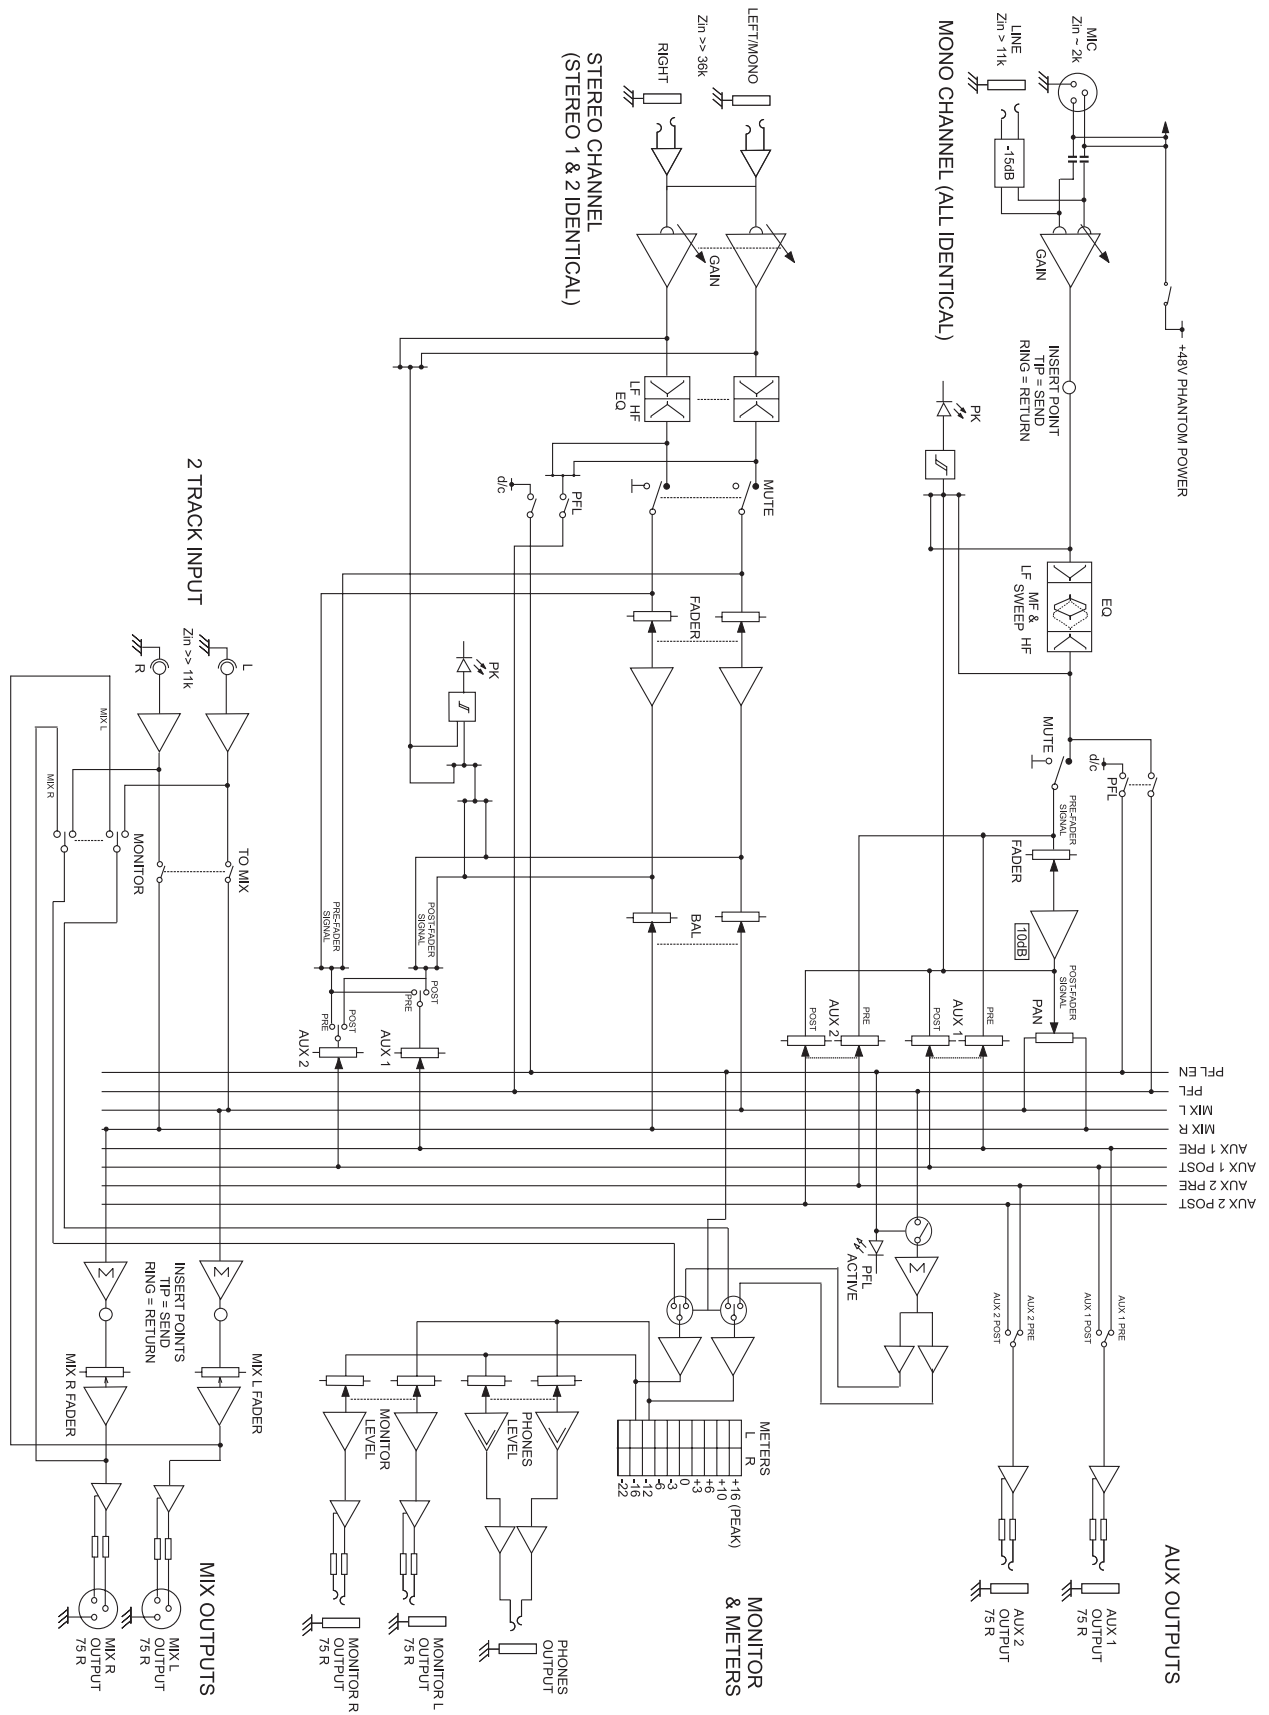 MONO CHANNEL (ALL IDENTICAL)
MIC
Zin ~ 2k
LINE
Zin > 11k
-15dB
GAIN
+48V PHANTOM POWER
INSERT POINT
TIP = SEND
RING = RETURN
PK
EQ
LF MF & HF
SWEEP
MUTE
d/c
PFL
PRE-FADER
SIGNAL
FADER
10dB
POST-FADER
SIGNAL
PAN
PRE
AUX 1
POST
PRE
AUX 2
POST
STEREO CHANNEL
(STEREO 1 & 2 IDENTICAL)
LEFT/MONO
Zin >> 36k
RIGHT
GAIN
LF HF
EQ
MUTE
PFL
d/c
FADER
PK
BAL
POST-FADER
SIGNAL
PRE-FADER
SIGNAL
POST
PRE
AUX 1
POST
PRE
AUX 2
2 TRACK INPUT
L
Zin >> 11k
R
MIX L
MIX R
TO MIX
MONITOR
PFL EN
PFL
MIX L
MIX R
AUX 1 PRE
AUX 1 POST
AUX 2 PRE
AUX 2 POST
AUX OUTPUTS
AUX 1 PRE
AUX 1 POST
AUX 2 PRE
AUX 2 POST
AUX 1
OUTPUT
75 R
AUX 2
OUTPUT
75 R
MONITOR
& METERS
PFL
ACTIVE
Σ
METERS
L R
+16 (PEAK)
+10
+6
+3
0
-3
-6
-12
-16
-22
PHONES
LEVEL
MONITOR
LEVEL
PHONES
OUTPUT
MONITOR L
OUTPUT
75 R
MONITOR R
OUTPUT
75 R
MIX OUTPUTS
Σ
Σ
INSERT POINTS
TIP = SEND
RING = RETURN
MIX L FADER
MIX R FADER
MIX L
OUTPUT
75 R
MIX R
OUTPUT
75 R